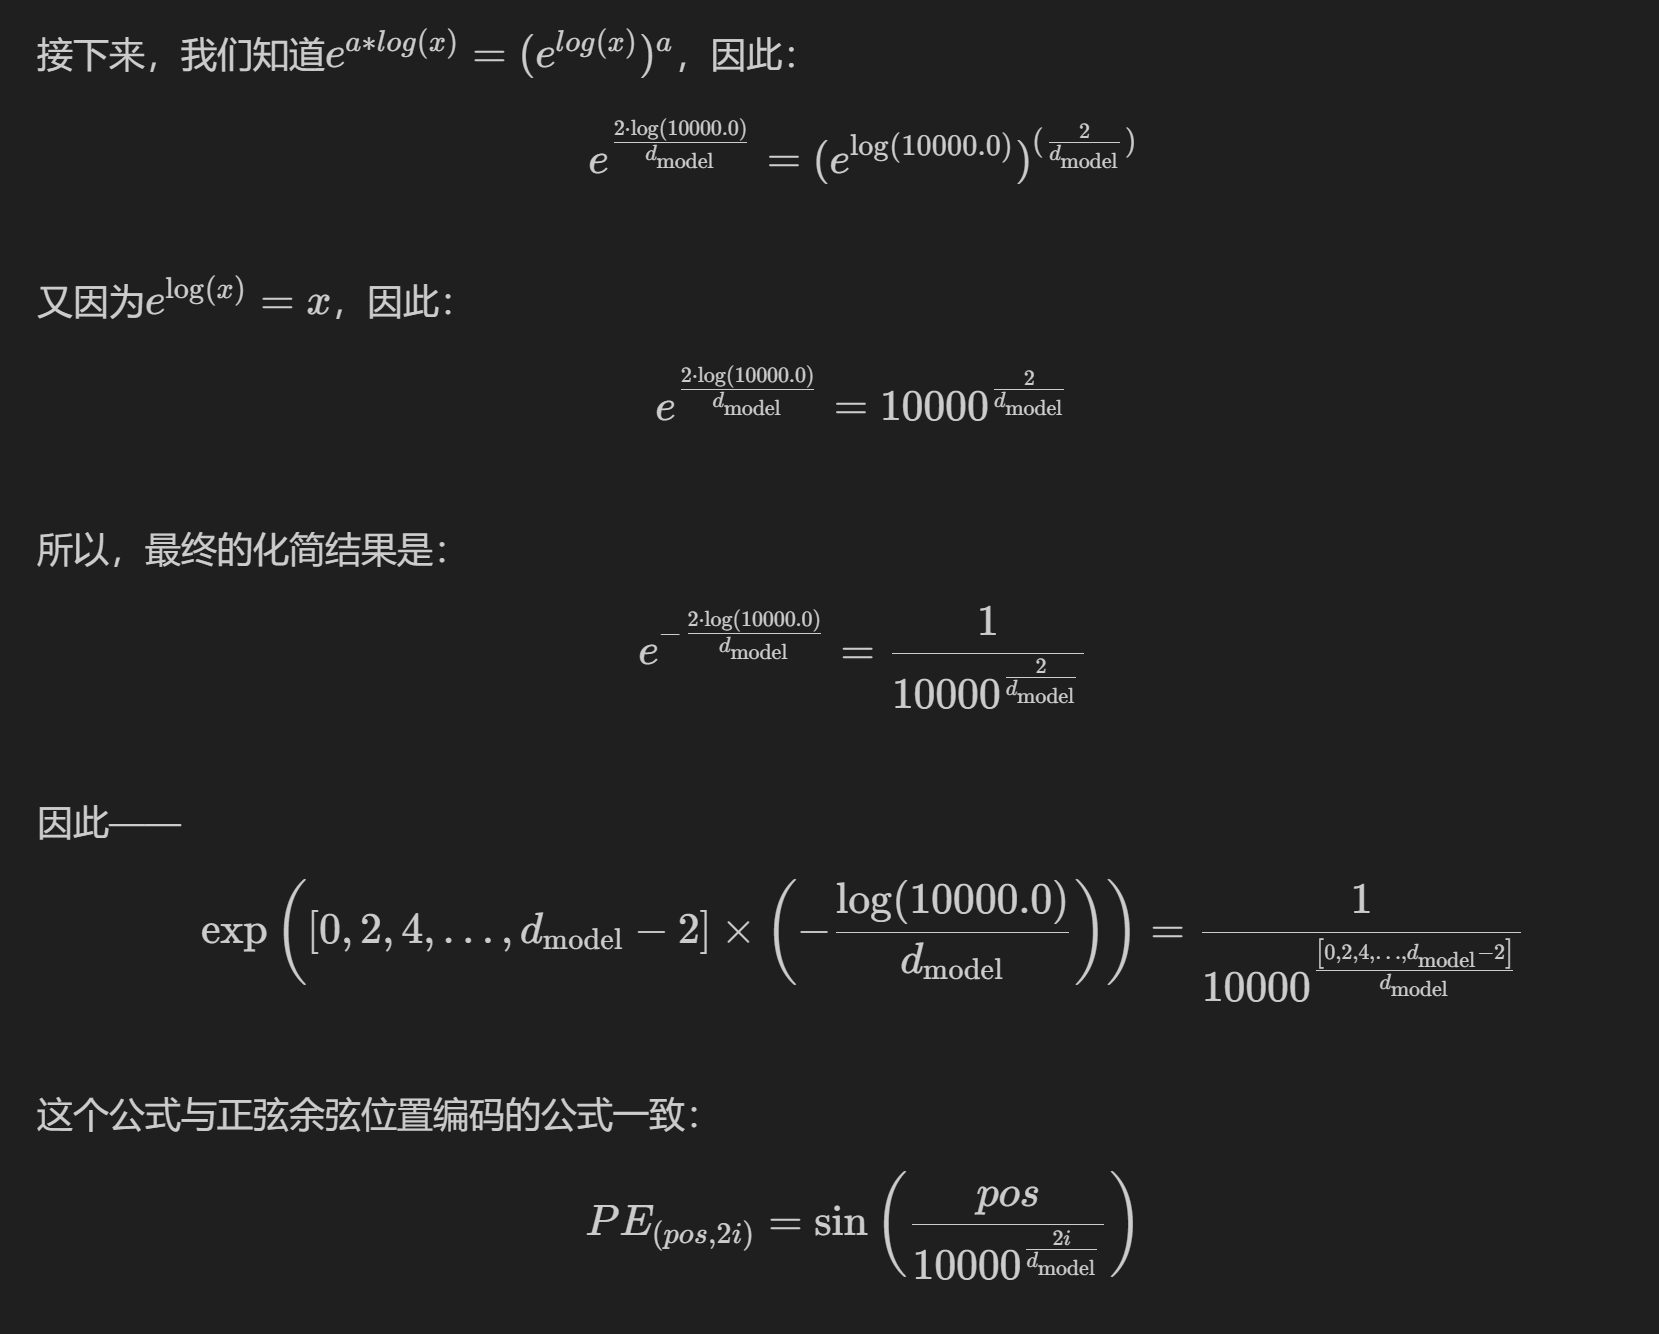 接下来，我们知道$e^{a*log(x)} = (e^{log(x)})^a$，因此：
$e^{\frac{2 \cdot \log(10000.0)}{d_{\text{model}}}} = (e^{\log(10000.0)})^{(\frac{2}{d_{\text{model}}})}$
又因为$e^{\log(x)} = x$，因此：
$e^{\frac{2 \cdot \log(10000.0)}{d_{\text{model}}}} = 10000^{\frac{2}{d_{\text{model}}}}$
所以，最终的化简结果是：
$e^{-\frac{2 \cdot \log(10000.0)}{d_{\text{model}}}} = \frac{1}{10000^{\frac{2}{d_{\text{model}}}}}$
因此——
$\exp\left([0, 2, 4, \ldots, d_{\text{model}} - 2] \times \left(-\frac{\log(10000.0)}{d_{\text{model}}}\right)\right) = \frac{1}{10000^{\frac{[0,2,4,\ldots,d_{\text{model}}-2]}{d_{\text{model}}}}}$
这个公式与正弦余弦位置编码的公式一致：
$PE_{(pos,2i)} = \sin\left(\frac{pos}{10000^{\frac{2i}{d_{\text{model}}}}}\right)$